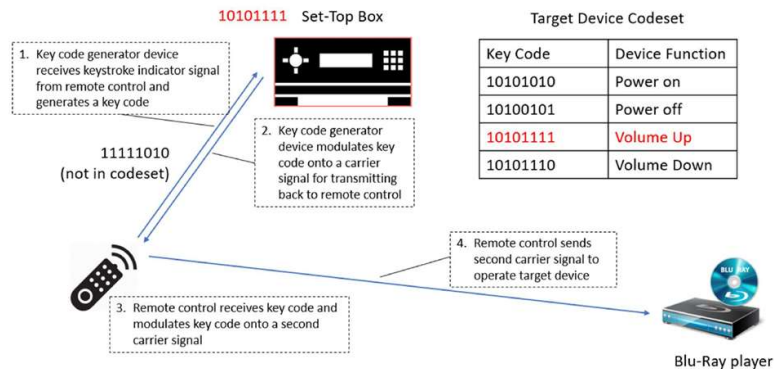 10101111 Set-Top Box
Target Device Codeset
1. Key code generator device
receives keystroke indicator signal
from remote control and
generates a key code
Key Code Device Function
10101010 Power on
10100101 Power off
10101111 Volume Up
10101110 Volume Down
2. Key code generator
device modulates key
code onto a carrier
signal for transmitting
back to remote control
11111010
(not in codeset)
4. Remote control sends
second carrier signal to
operate target device
3. Remote control receives key code and
modulates key code onto a second
carrier signal
BLU RAY
Blu-Ray player